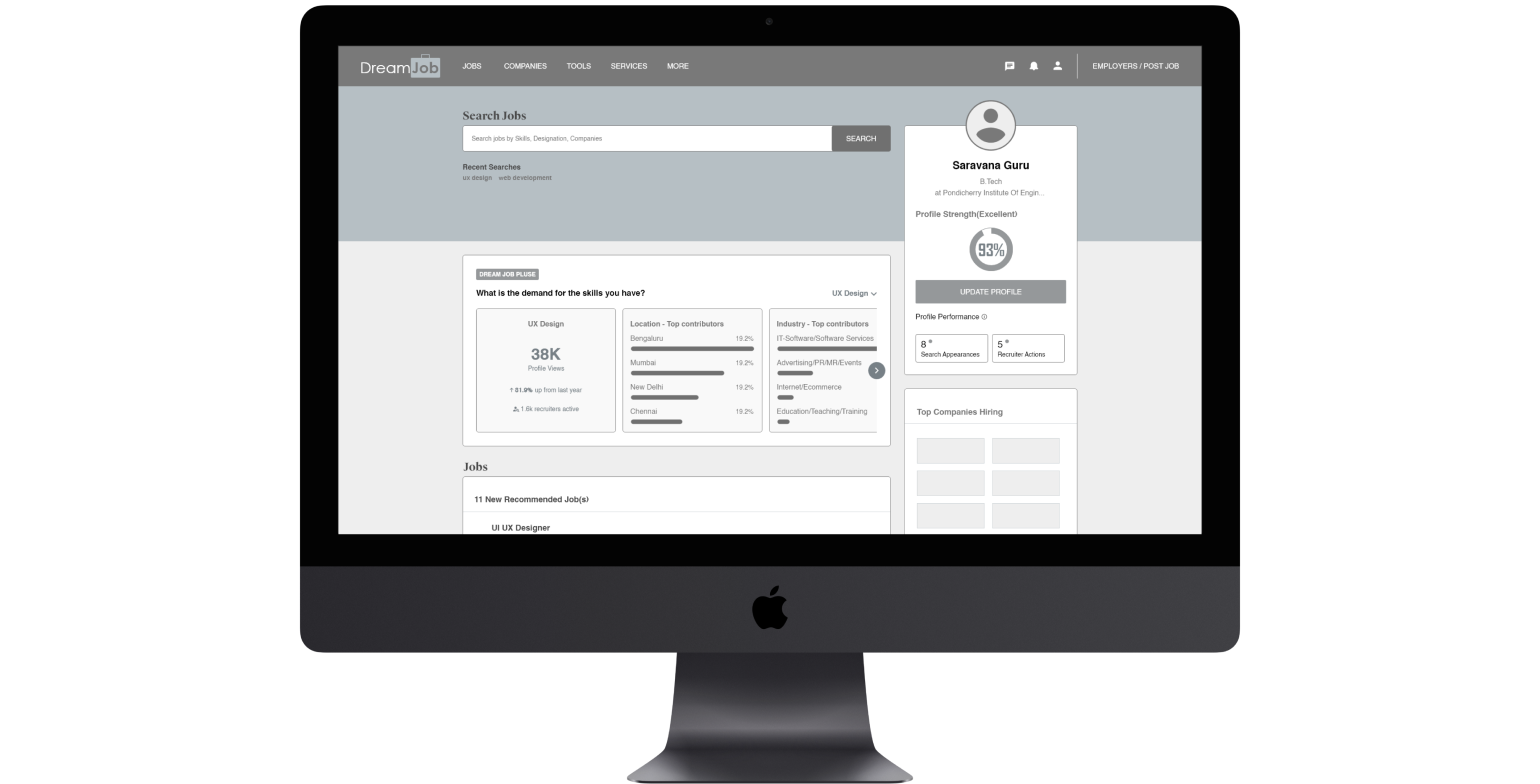 DreamJob
JOBS COMPANIES TOOLS SERVICES MORE
EMPLOYERS / POST JOB
Search Jobs
Search jobs by Skills, Designation, Companies
SEARCH
Recent Searches
ux design web development
Saravana Guru
B.Tech
at Pondicherry Institute Of Engin...
Profile Strength(Excellent)
93%
UPDATE PROFILE
Profile Performance
8
Search Appearances
5
Recruiter Actions
DREAM JOB PLUSE
What is the demand for the skills you have?
UX Design
UX Design
38K
Profile Views
↑ 81.9% up from last year
1.6k recruiters active
Location - Top contributors
Bengaluru 19.2%
Mumbai 19.2%
New Delhi 19.2%
Chennai 19.2%
Industry - Top contributors
IT-Software/Software Services
Advertising/PR/MR/Events
Internet/Ecommerce
Education/Teaching/Training
Top Companies Hiring
Jobs
11 New Recommended Job(s)
UI UX Designer